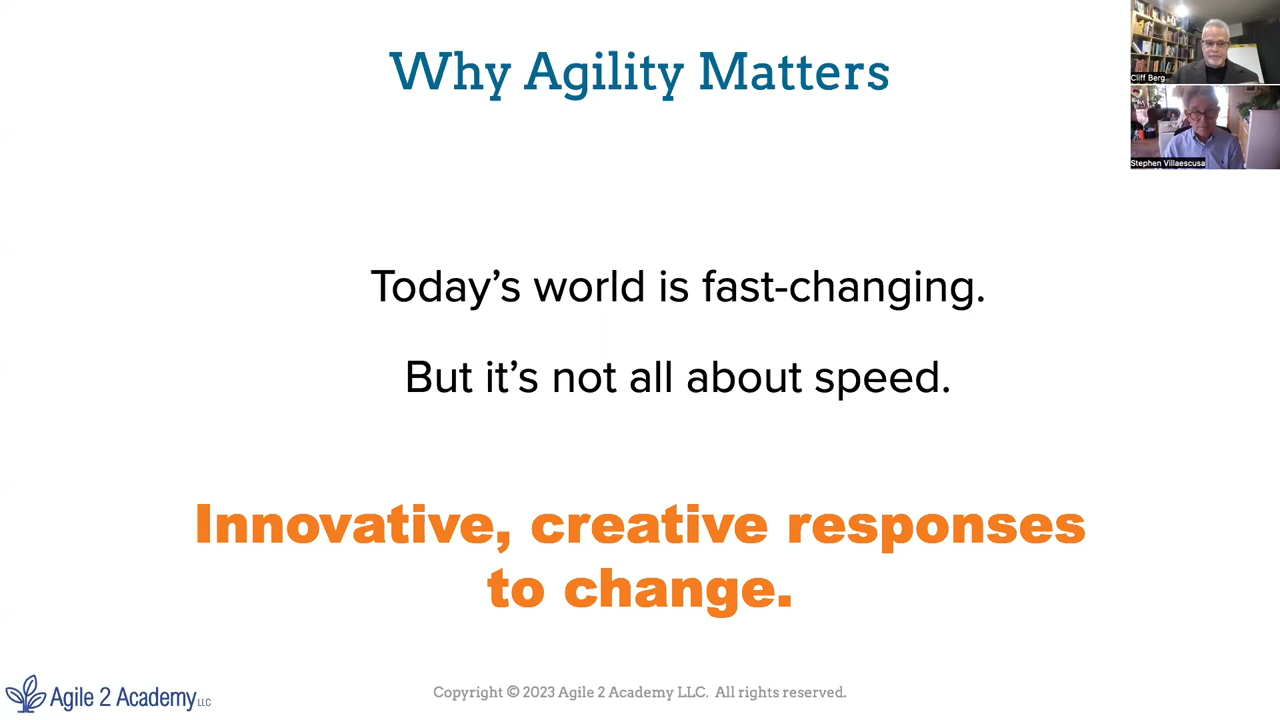 Why Agility Matters
Cliff Berg
Stephen Villaescusa
Today’s world is fast-changing.
But it’s not all about speed.
Innovative, creative responses
to change.
Agile 2 Academy LLC
Copyright © 2023 Agile 2 Academy LLC. All rights reserved.